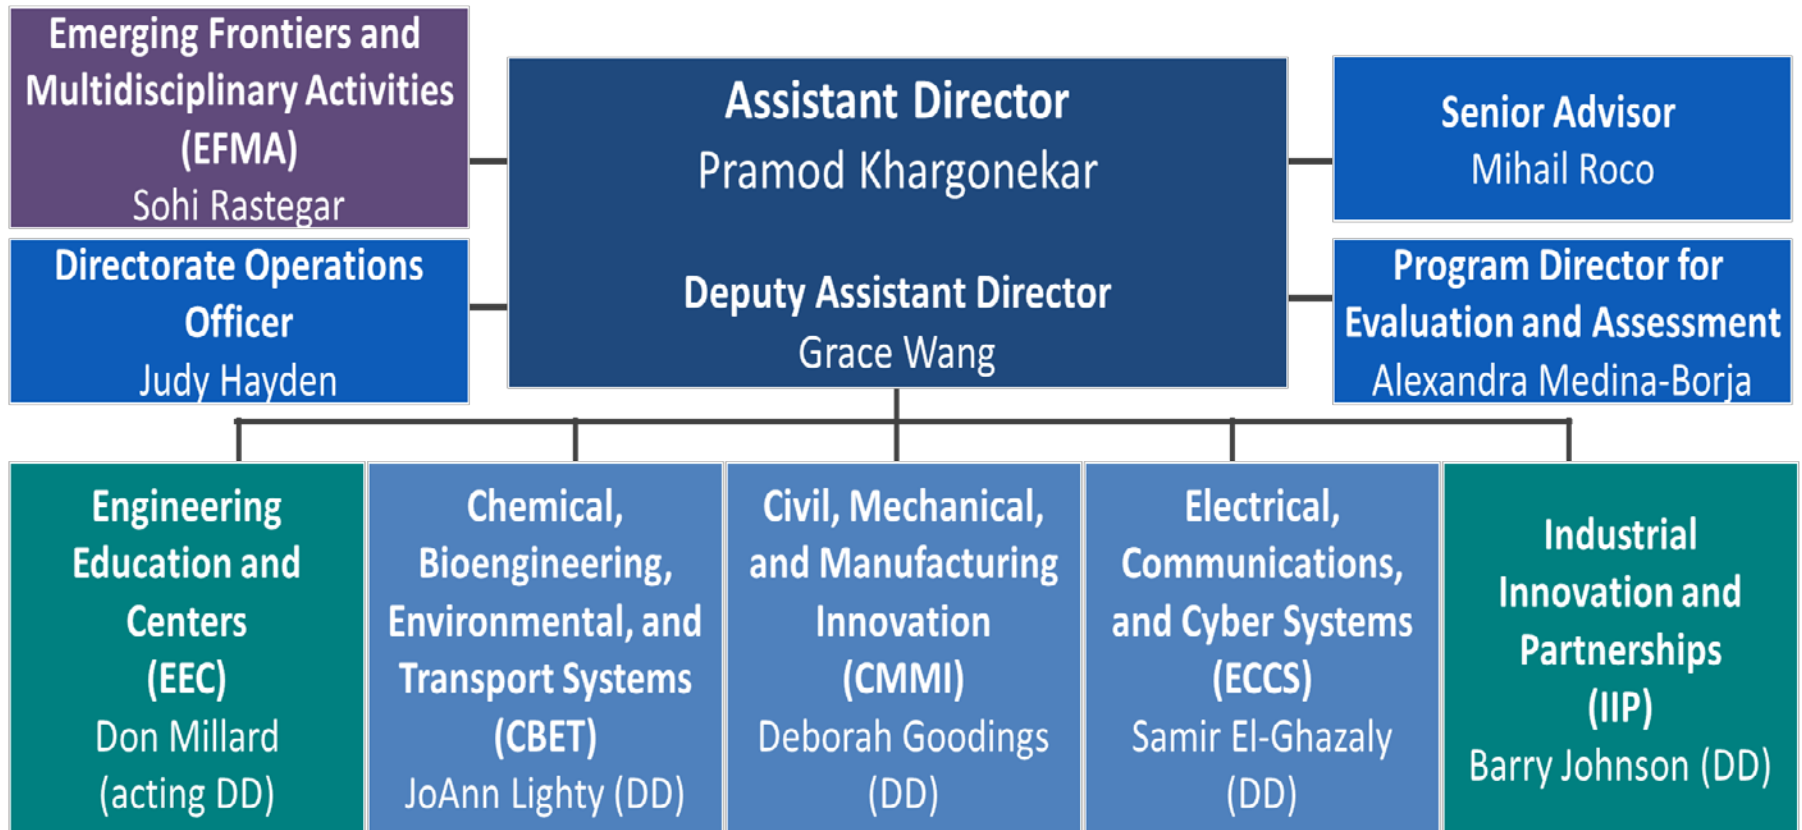 Emerging Frontiers and
Multidisciplinary Activities
(EFMA)
Sohi Rastegar
Directorate Operations
Officer
Judy Hayden
Assistant Director
Pramod Khargonekar
Deputy Assistant Director
Grace Wang
Senior Advisor
Mihail Roco
Program Director for
Evaluation and Assessment
Alexandra Medina-Borja
Engineering
Education and
Centers
(EEC)
Don Millard
(acting DD)
Chemical,
Bioengineering,
Environmental, and
Transport Systems
(CBET)
JoAnn Lighty (DD)
Civil, Mechanical,
and Manufacturing
Innovation
(CMMI)
Deborah Goodings
(DD)
Electrical,
Communications,
and Cyber Systems
(ECCS)
Samir El-Ghazaly
(DD)
Industrial
Innovation and
Partnerships
(IIP)
Barry Johnson (DD)